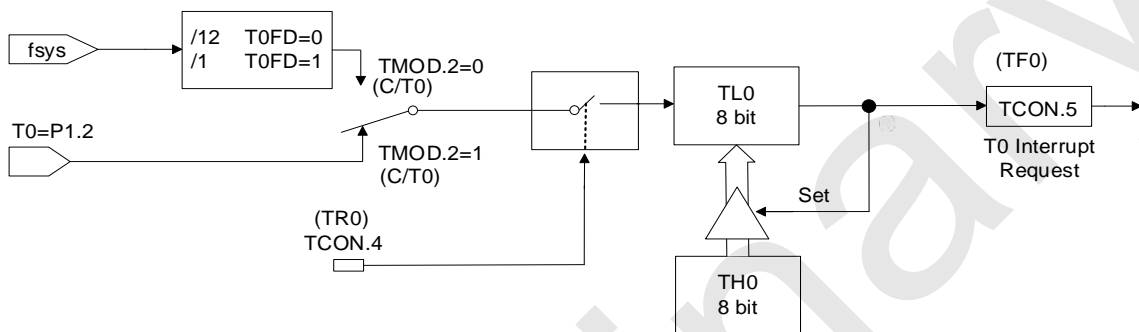 fsys
/12 T0FD=0
/1 T0FD=1
TMOD.2=0
(C/T0)
T0=P1.2
TMOD.2=1
(C/T0)
(TR0)
TCON.4
TL0
8 bit
Set
TH0
8 bit
(TF0)
TCON.5
T0 Interrupt
Request